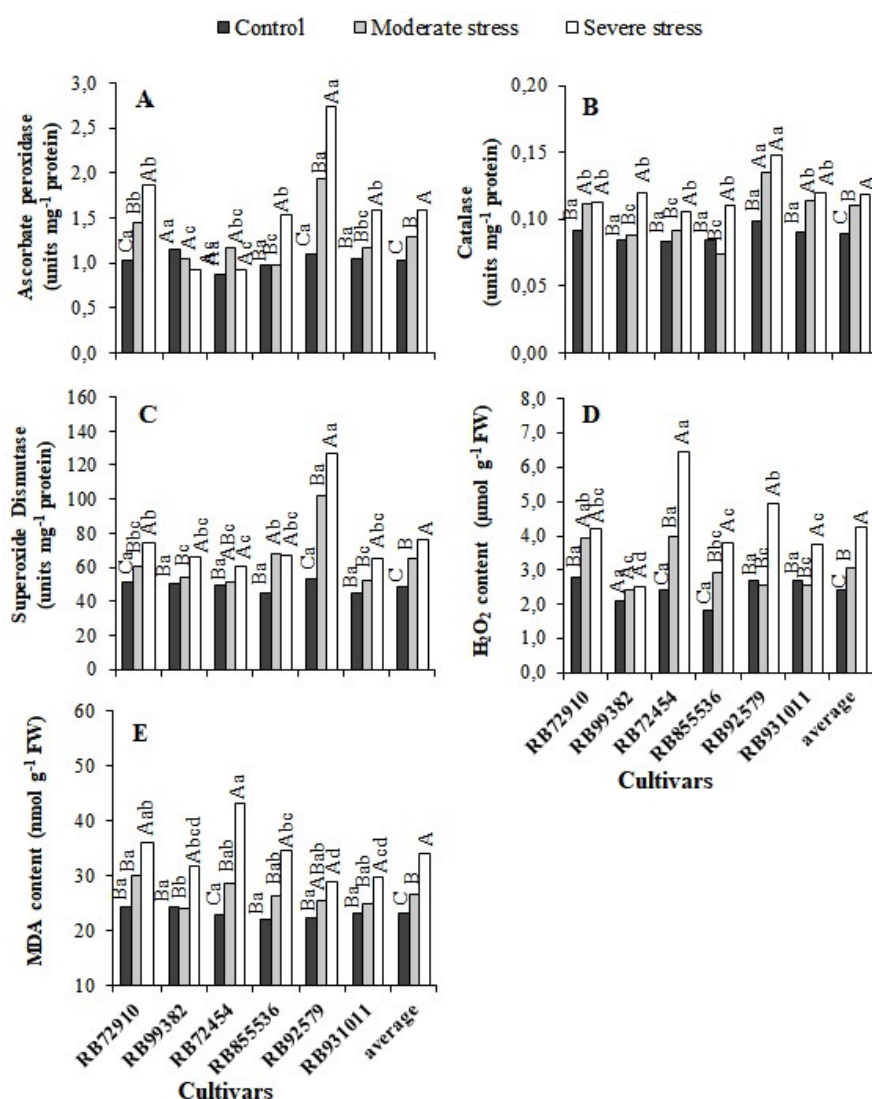 Control Moderate stress Severe stress
A
Ascorbate peroxidase
(units mg-1 protein)
3,0
2,5
2,0
1,5
1,0
0,5
0,0
Ca Bb Ab Aa Ac Aa Abc Ac Ba Bc Ab Ca Ba Aa Ba Bbc Ab C B A
B
Catalase
(units mg-1 protein)
0,20
0,15
0,10
0,05
0,00
Ba Ab Ab Ba Bc Ab Ba Bc Ab Ba Bc Ab Ba Aa Aa Ba Ab Ab C B A
C
Superoxide Dismutase
(units mg-1 protein)
160
140
120
100
80
60
40
20
0
Ca Bbc Ab Ba Bc Abc Ba ABc Ac Ba Ab Abc Ca Ba Aa Ba Bc Abc C B A
D
H2O2 content (µmol g-1 FW)
8,0
7,0
6,0
5,0
4,0
3,0
2,0
1,0
0,0
Ba Aab Abc Aa Ac Ad Ca Ba Aa Ca Bbc Ac Ba Bc Ab Ba Bc Ac C B A
RB72910 RB99382 RB72454 RB855536 RB92579 RB931011 average
Cultivars
E
MDA content (nmol g-1 FW)
60
50
40
30
20
10
Ba Ba Aab Ba Bb Abcd Ca Bab Aa Ba Bab Abc Ba ABab Ad Ba Bab Acd C B A
RB72910 RB99382 RB72454 RB855536 RB92579 RB931011 average
Cultivars